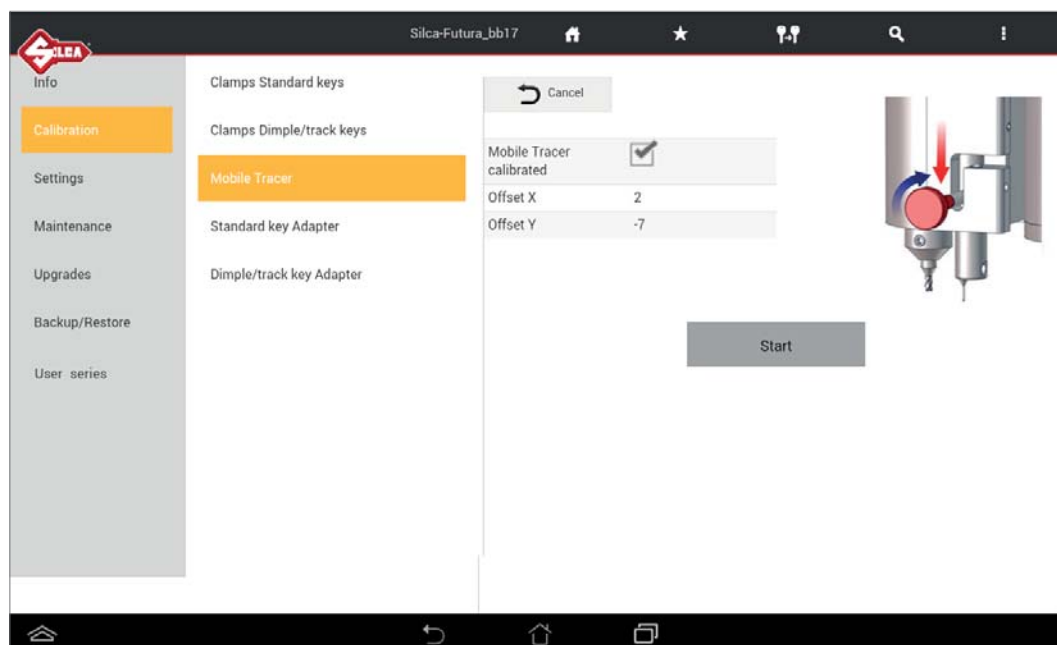 Silca-Futura_bb17
SILCA
Info
Calibration
Settings
Maintenance
Upgrades
Backup/Restore
User series
Clamps Standard keys
Clamps Dimple/track keys
Mobile Tracer
Standard key Adapter
Dimple/track key Adapter
Cancel
Mobile Tracer
calibrated
Offset X 2
Offset Y -7
Start